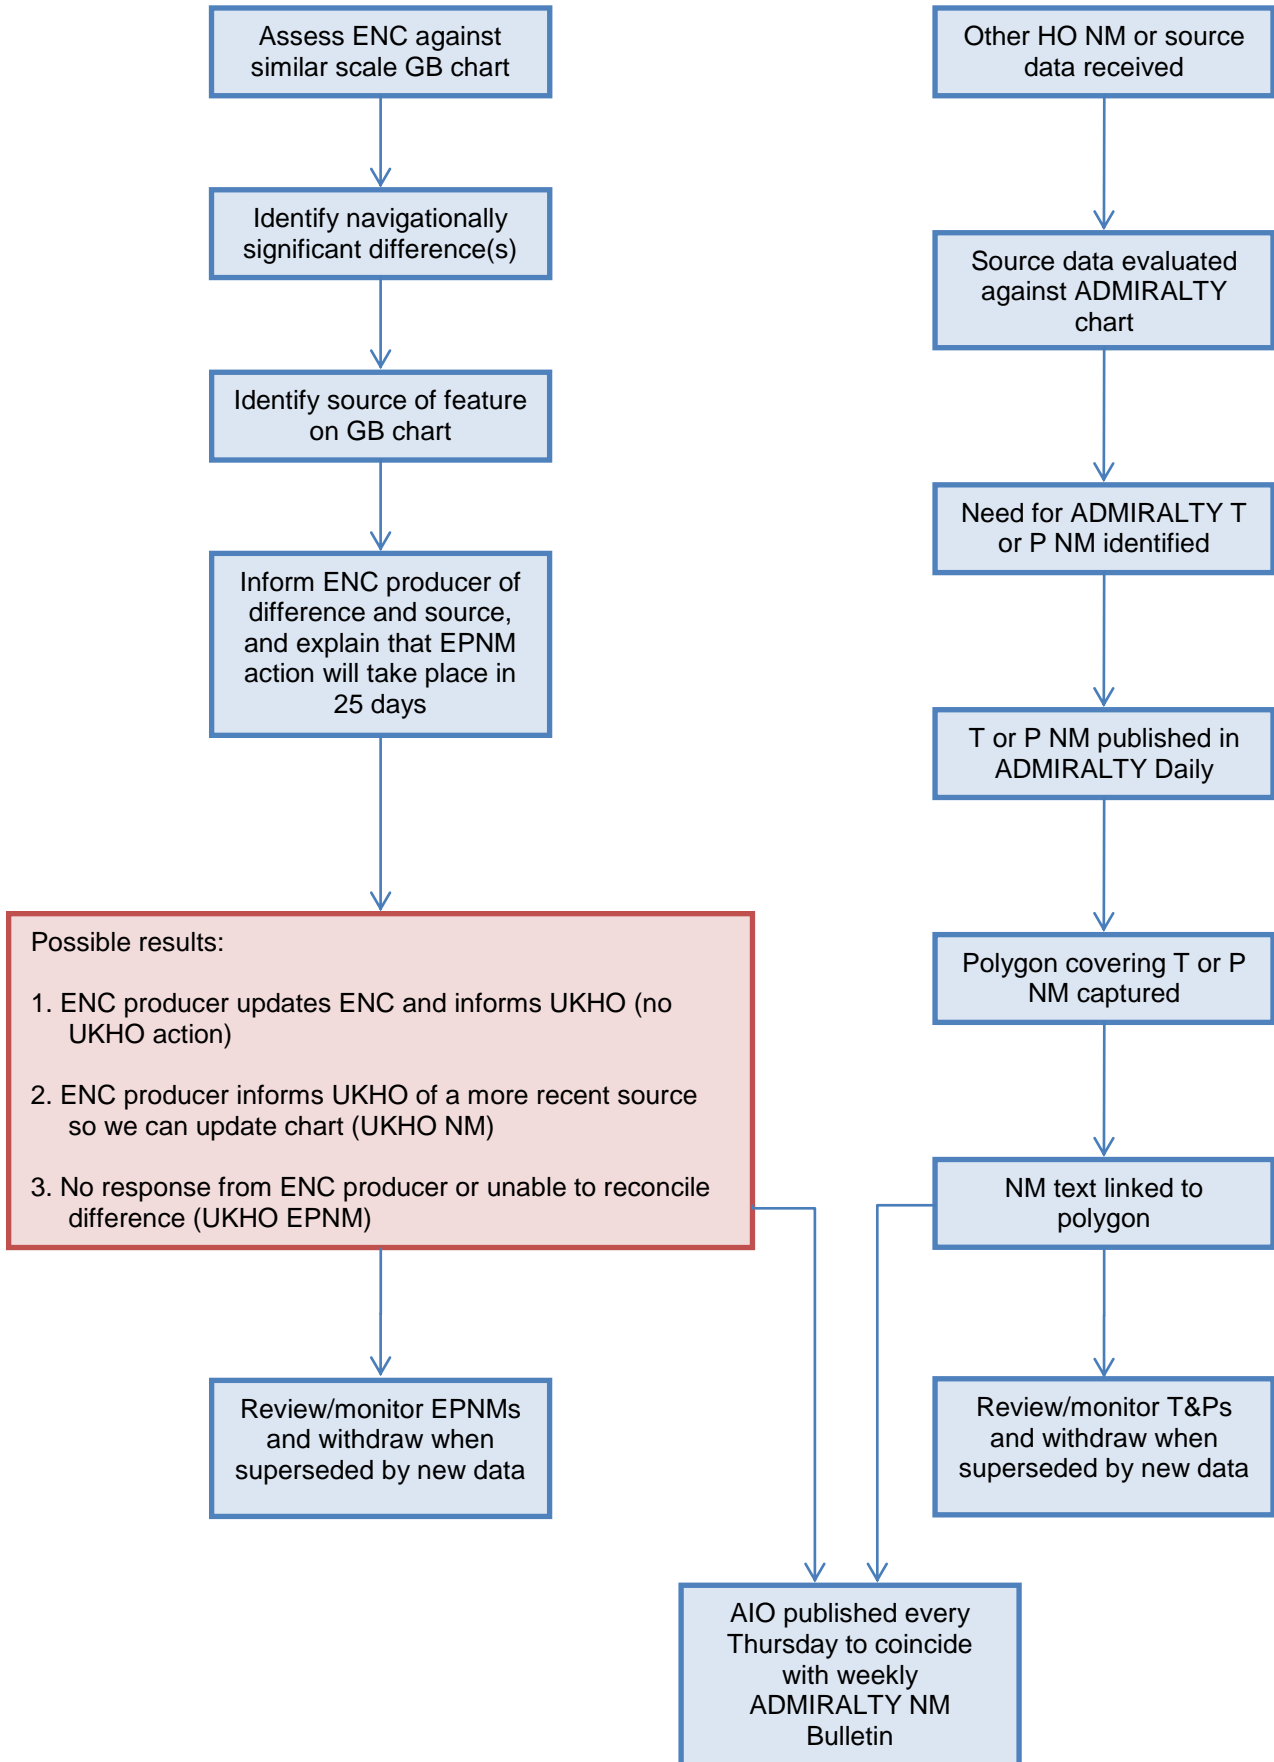 Assess ENC against
similar scale GB chart
Identify navigationally
significant difference(s)
Identify source of feature
on GB chart
Inform ENC producer of
difference and source,
and explain that EPNM
action will take place in
25 days
Possible results:
1. ENC producer updates ENC and informs UKHO (no
UKHO action)
2. ENC producer informs UKHO of a more recent source
so we can update chart (UKHO NM)
3. No response from ENC producer or unable to reconcile
difference (UKHO EPNM)
Review/monitor EPNMs
and withdraw when
superseded by new data
Other HO NM or source
data received
Source data evaluated
against ADMIRALTY
chart
Need for ADMIRALTY T
or P NM identified
T or P NM published in
ADMIRALTY Daily
Polygon covering T or P
NM captured
NM text linked to
polygon
Review/monitor T&Ps
and withdraw when
superseded by new data
AIO published every
Thursday to coincide
with weekly
ADMIRALTY NM
Bulletin